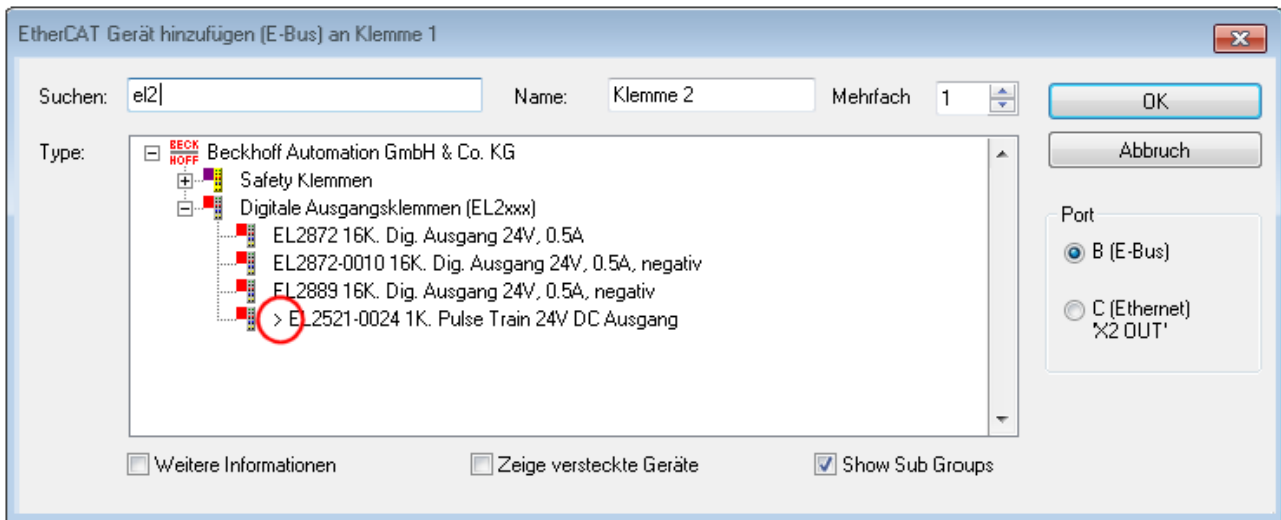 EtherCAT Gerät hinzufügen (E-Bus) an Klemme 1
Suchen: el2 Name: Klemme 2 Mehrfach 1 OK
Type: BECKHOFF Beckhoff Automation GmbH & Co. KG Abbruch
Safety Klemmen
Digitale Ausgangsklemmen (EL2xxx)
EL2872 16K. Dig. Ausgang 24V, 0.5A
EL2872-0010 16K. Dig. Ausgang 24V, 0.5A, negativ
EL2889 16K. Dig. Ausgang 24V, 0.5A, negativ
> EL2521-0024 1K. Pulse Train 24V DC Ausgang
Port
B (E-Bus)
C (Ethernet)
'X2 OUT'
Weitere Informationen Zeige versteckte Geräte Show Sub Groups